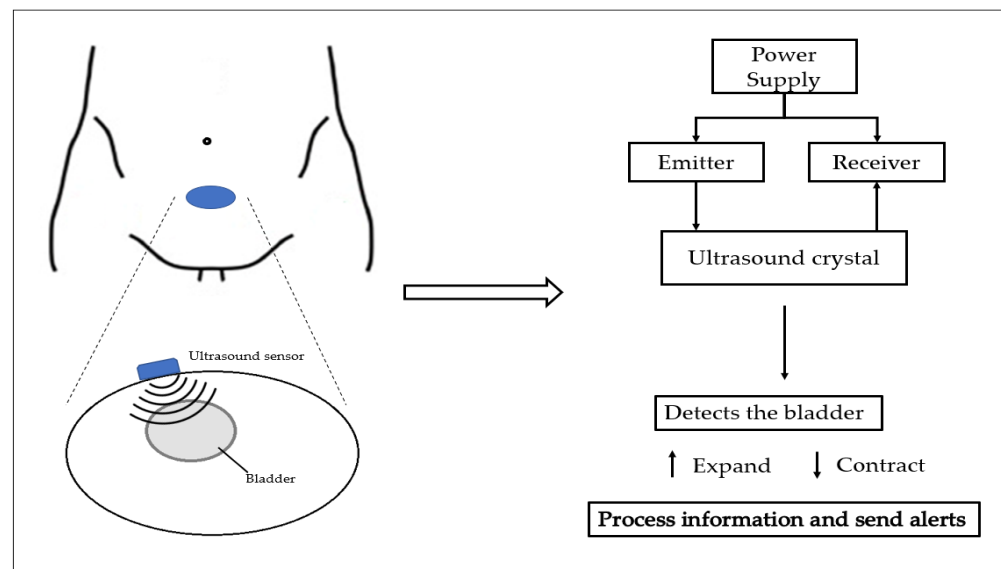 Ultrasound sensor
Bladder
Power
Supply
Emitter
Receiver
Ultrasound crystal
Detects the bladder
Expand
Contract
Process information and send alerts